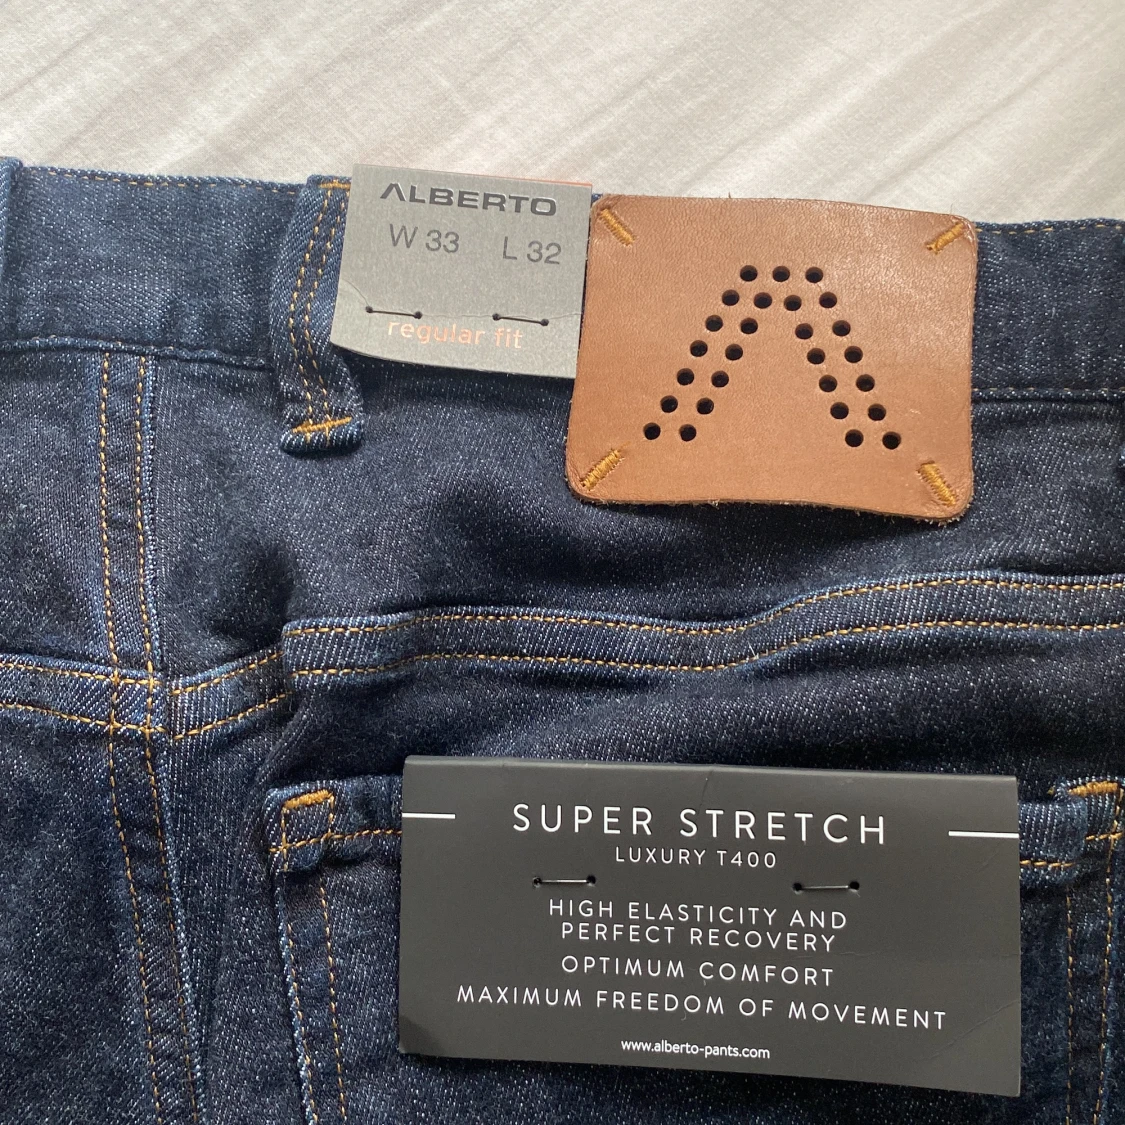 ALBERTO
W 33 L 32
regular fit
SUPER STRETCH
LUXURY T400
HIGH ELASTICITY AND
PERFECT RECOVERY
OPTIMUM COMFORT
MAXIMUM FREEDOM OF MOVEMENT
www.alberto-pants.com